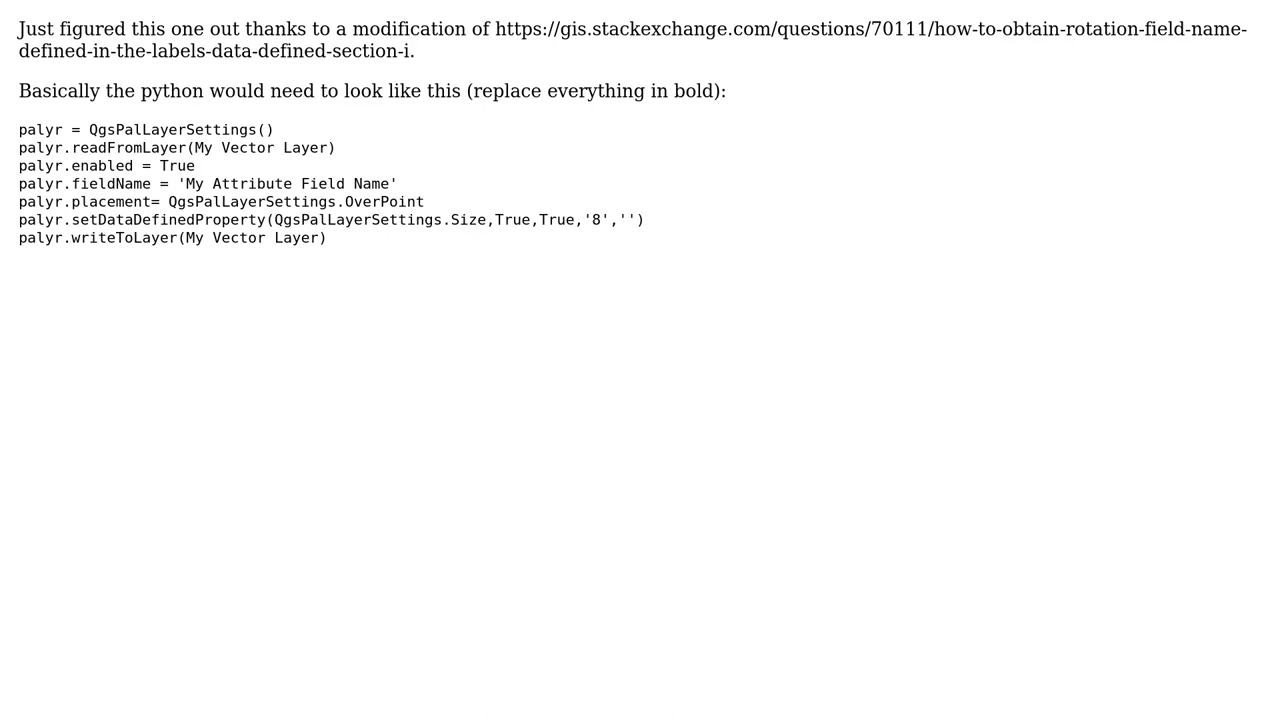 Just figured this one out thanks to a modification of https://gis.stackexchange.com/questions/70111/how-to-obtain-rotation-field-name-
defined-in-the-labels-data-defined-section-i.
Basically the python would need to look like this (replace everything in bold):
palyr = QgsPalLayerSettings()
palyr.readFromLayer(My Vector Layer)
palyr.enabled = True
palyr.fieldName = 'My Attribute Field Name'
palyr.placement= QgsPalLayerSettings.OverPoint
palyr.setDataDefinedProperty(QgsPalLayerSettings.Size,True,True,'8','')
palyr.writeToLayer(My Vector Layer)